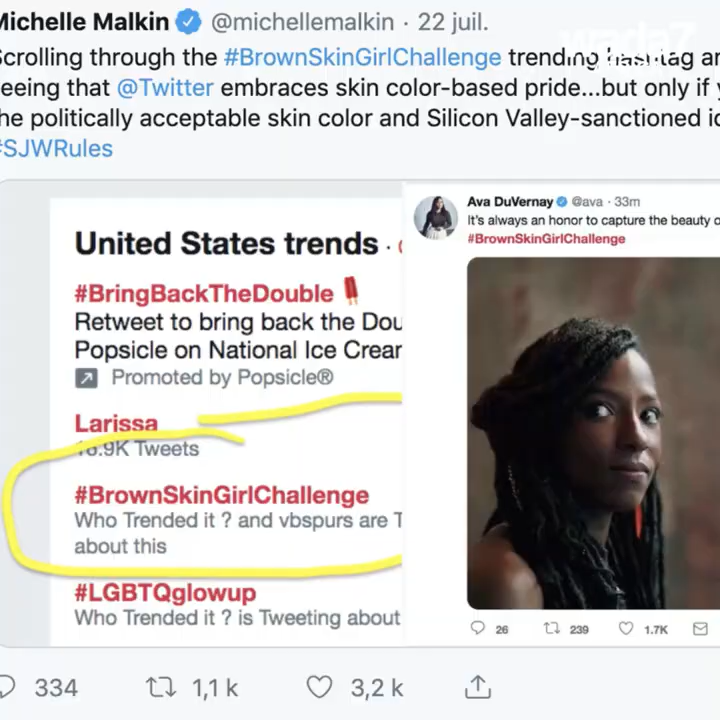 Michelle Malkin @michellemalkin · 22 juil.
Scrolling through the #BrownSkinGirlChallenge trending hashtag
seeing that @Twitter embraces skin color-based pride...but only if
the politically acceptable skin color and Silicon Valley-sanctioned
#SJWRules
United States trends ·
#BringBackTheDouble
Retweet to bring back the Dou
Popsicle on National Ice Crear
Promoted by Popsicle®
Larissa
16.9K Tweets
#BrownSkinGirlChallenge
Who Trended it ? and vbspurs are T
about this
#LGBTQglowup
Who Trended it ? is Tweeting about
Ava DuVernay @ava · 33m
It's always an honor to capture the beauty o
#BrownSkinGirlChallenge
26 239 1.7K
334 1,1 k 3,2 k